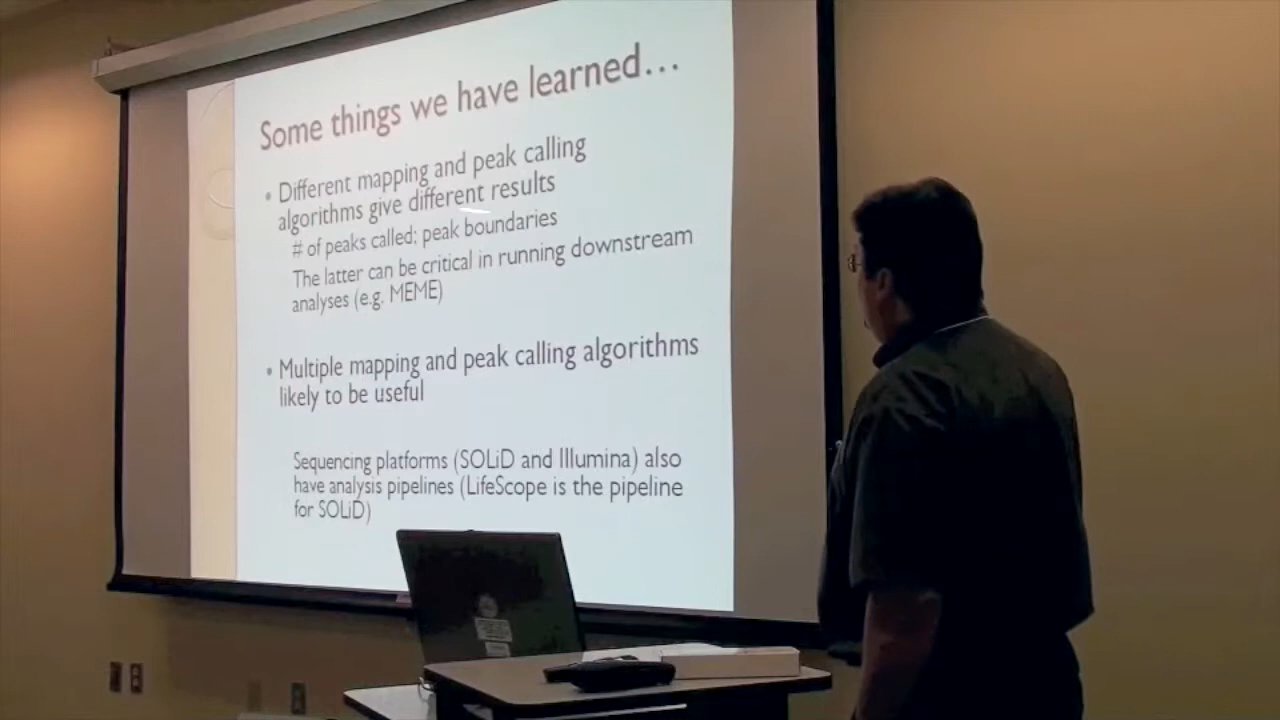 Some things we have learned...
• Different mapping and peak calling
algorithms give different results
# of peaks called; peak boundaries
The latter can be critical in running downstream
analyses (e.g. MEME)
• Multiple mapping and peak calling algorithms
likely to be useful
Sequencing platforms (SOLiD and Illumina) also
have analysis pipelines (LifeScope is the pipeline
for SOLiD)